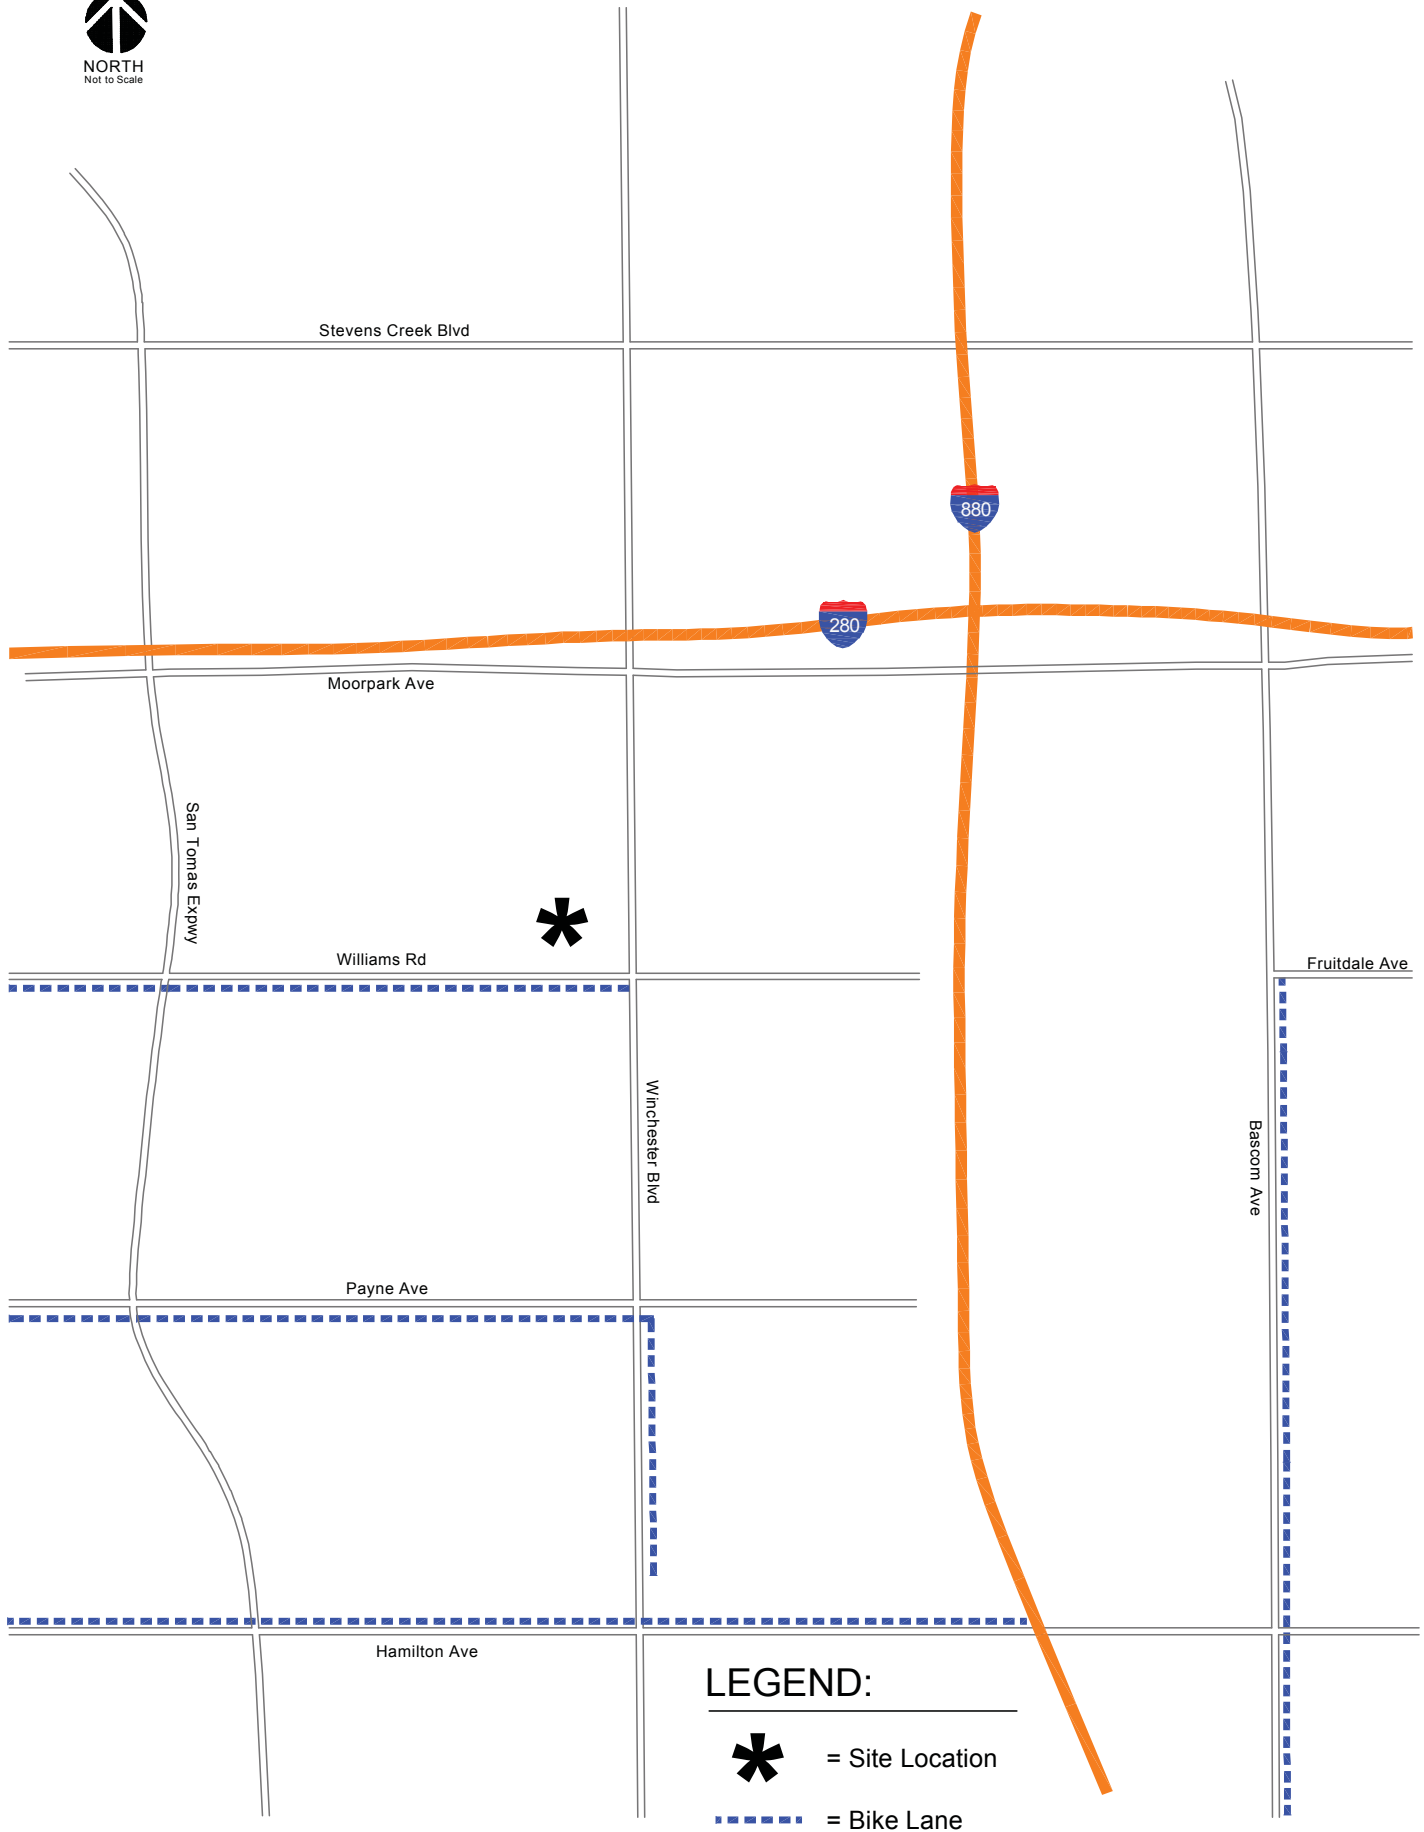 NORTH
Not to Scale
Stevens Creek Blvd
880
280
Moorpark Ave
San Tomas Expwy
Williams Rd
Fruitdale Ave
Winchester Blvd
Bascom Ave
Payne Ave
Hamilton Ave
LEGEND:
* = Site Location
= Bike Lane